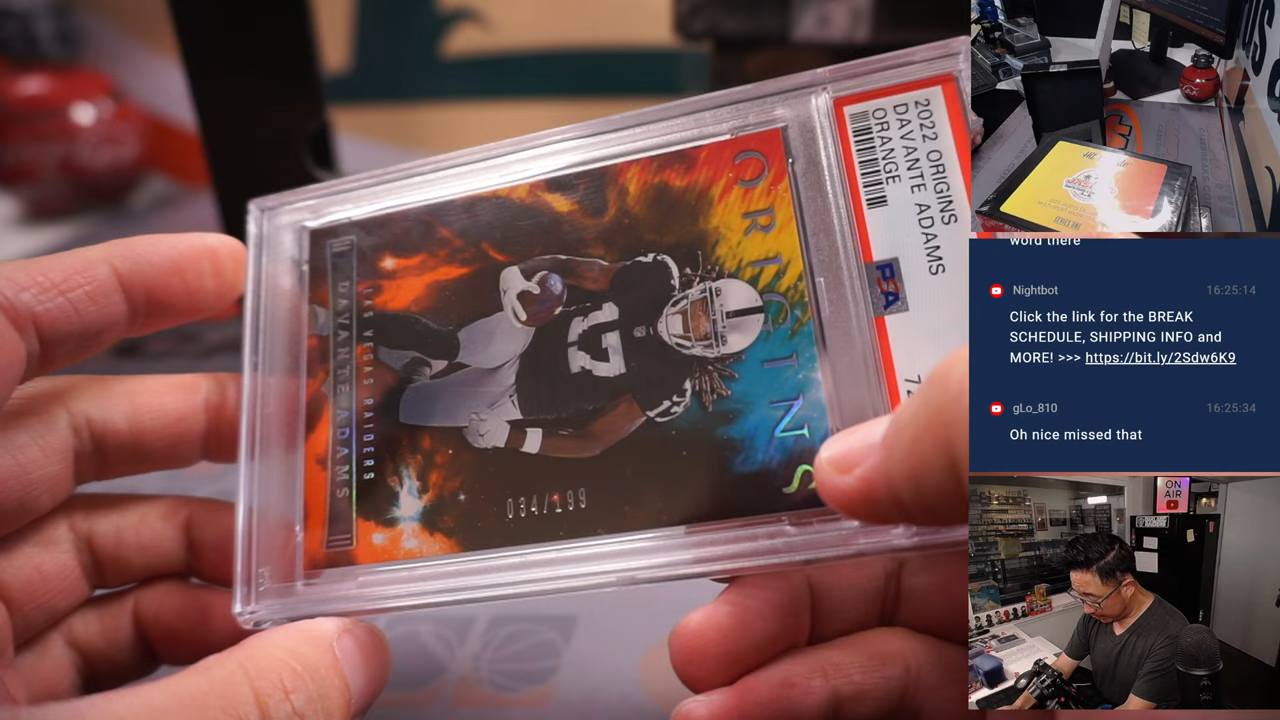 2022 ORIGINS
DAVANTE ADAMS
ORANGE
PSA
ORIGINS
17
LAS VEGAS RAIDERS
DAVANTE ADAMS
034/199
word there
Nightbot 16:25:14
Click the link for the BREAK
SCHEDULE, SHIPPING INFO and
MORE! >>> https://bit.ly/2Sdw6K9
gLo_810 16:25:34
Oh nice missed that
ON
AIR